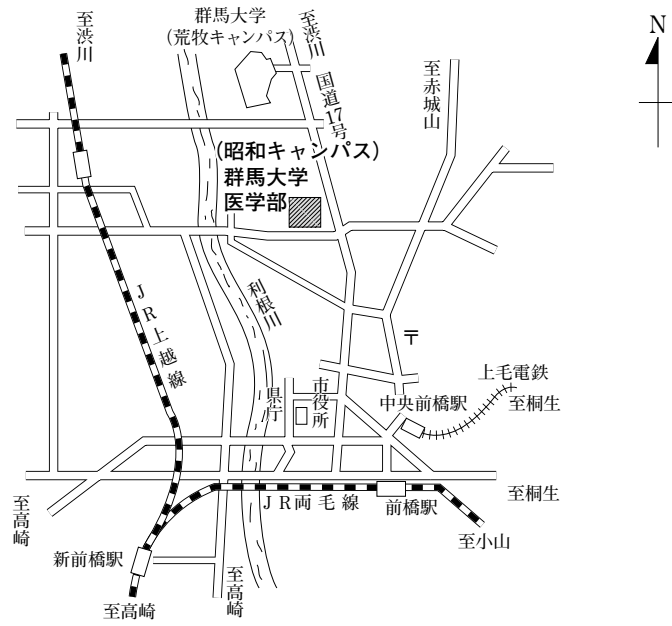 至渋川
群馬大学
(荒牧キャンパス)
至渋川
国道17号
至赤城山
N
(昭和キャンパス)
群馬大学
医学部
JR上越線
利根川
〒
上毛電鉄
中央前橋駅
至桐生
県庁
市役所
至高崎
JR両毛線
前橋駅
至桐生
至小山
新前橋駅
至高崎
至高崎